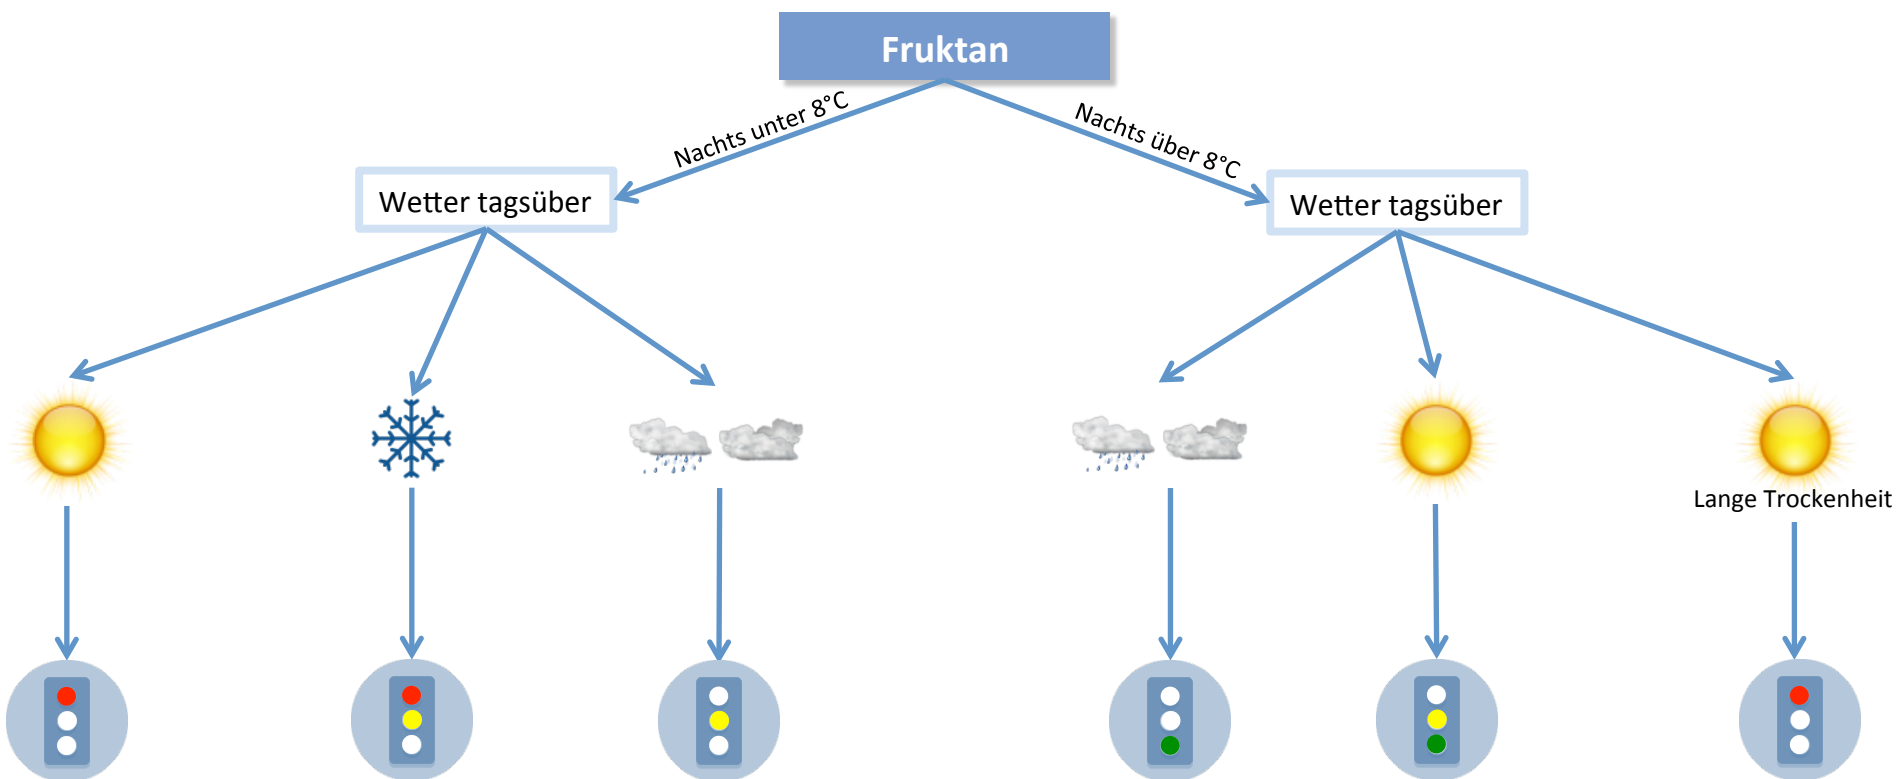 Fruktan
Nachts unter 8°C
Nachts über 8°C
Wetter tagsüber
Wetter tagsüber
Lange Trockenheit